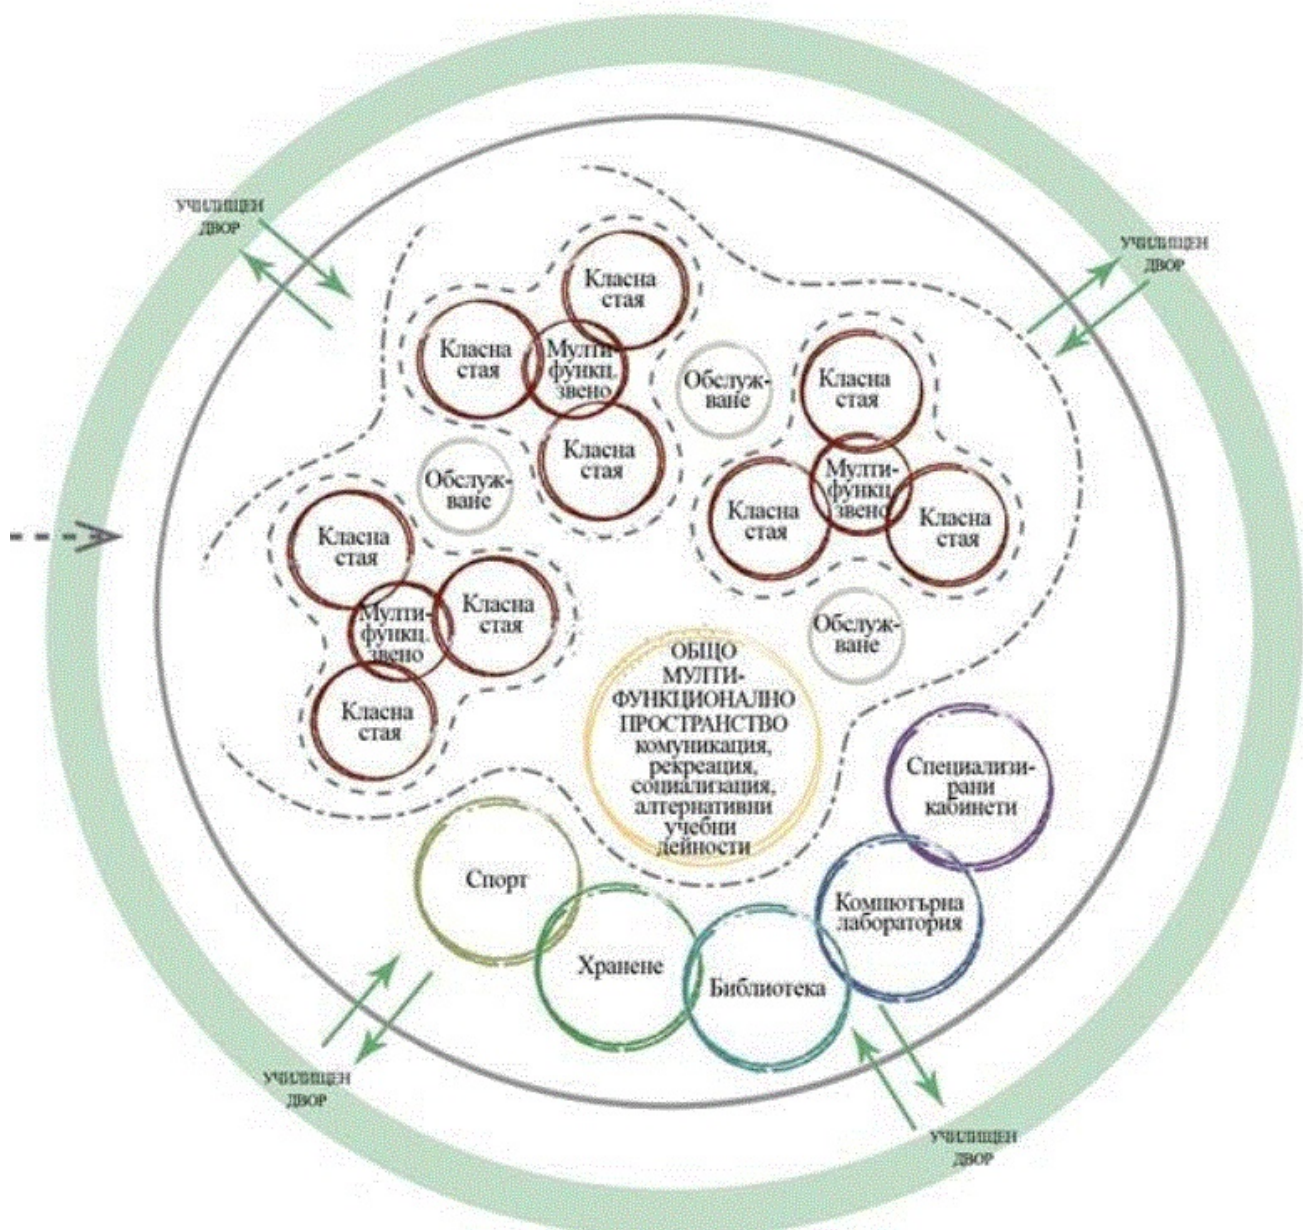 УЧИЛИЩЕН
ДВОР
УЧИЛИЩЕН
ДВОР
Класна
стая
Класна
стая
Мулти
функц.
звено
Класна
стая
Обслуж-
ване
Класна
стая
Мулти-
функц.
звено
Класна
стая
Класна
стая
Обслуж-
ване
Класна
стая
Мулти-
функц.
звено
Класна
стая
Класна
стая
Обслуж-
ване
ОБЩО
МУЛТИ-
ФУНКЦИОНАЛНО
ПРОСТРАНСТВО
комуникация,
рекреация,
социализация,
алтернативни
учебни
дейности
Специализи-
рани
кабинети
Компютърна
лаборатория
Спорт
Хранене
Библиотека
УЧИЛИЩЕН
ДВОР
УЧИЛИЩЕН
ДВОР